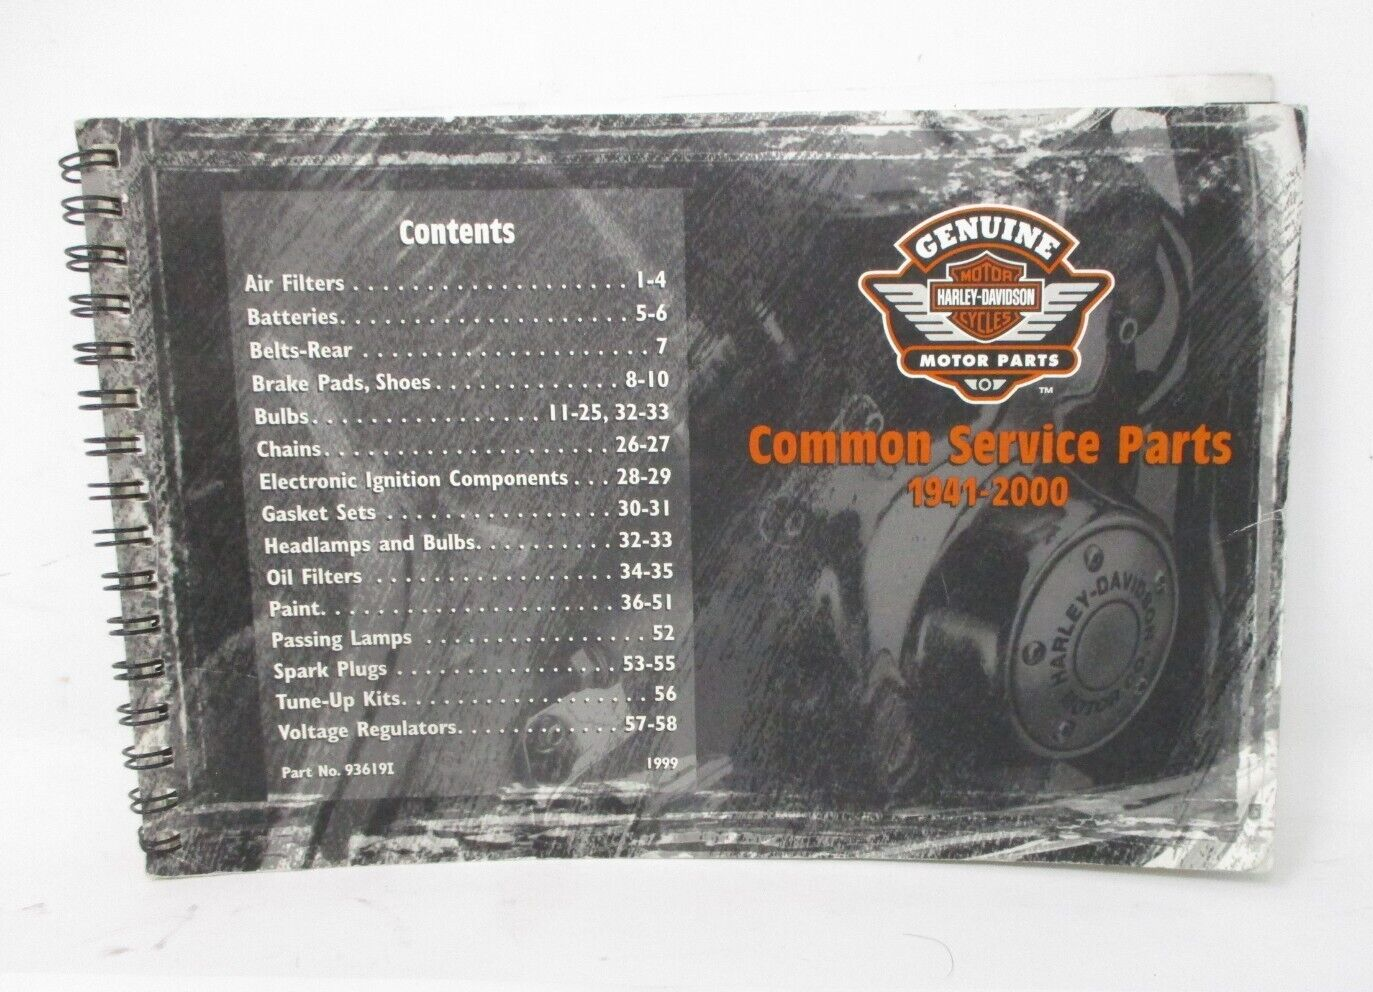 Contents
Air Filters . . . . . . . . . . . . . . . . . . . 1-4
Batteries. . . . . . . . . . . . . . . . . . . . 5-6
Belts-Rear . . . . . . . . . . . . . . . . . . . . 7
Brake Pads, Shoes. . . . . . . . . . . . . 8-10
Bulbs. . . . . . . . . . . . . . . . 11-25, 32-33
Chains. . . . . . . . . . . . . . . . . . . . 26-27
Electronic Ignition Components . . . 28-29
Gasket Sets . . . . . . . . . . . . . . . . 30-31
Headlamps and Bulbs. . . . . . . . . . 32-33
Oil Filters . . . . . . . . . . . . . . . . . 34-35
Paint. . . . . . . . . . . . . . . . . . . . . 36-51
Passing Lamps . . . . . . . . . . . . . . . . 52
Spark Plugs . . . . . . . . . . . . . . . . 53-55
Tune-Up Kits. . . . . . . . . . . . . . . . . . 56
Voltage Regulators. . . . . . . . . . . . 57-58
Part No. 93619I 1999
GENUINE
MOTOR
HARLEY-DAVIDSON
CYCLES
MOTOR PARTS
TM
Common Service Parts
1941-2000
HARLEY-DAVIDSON